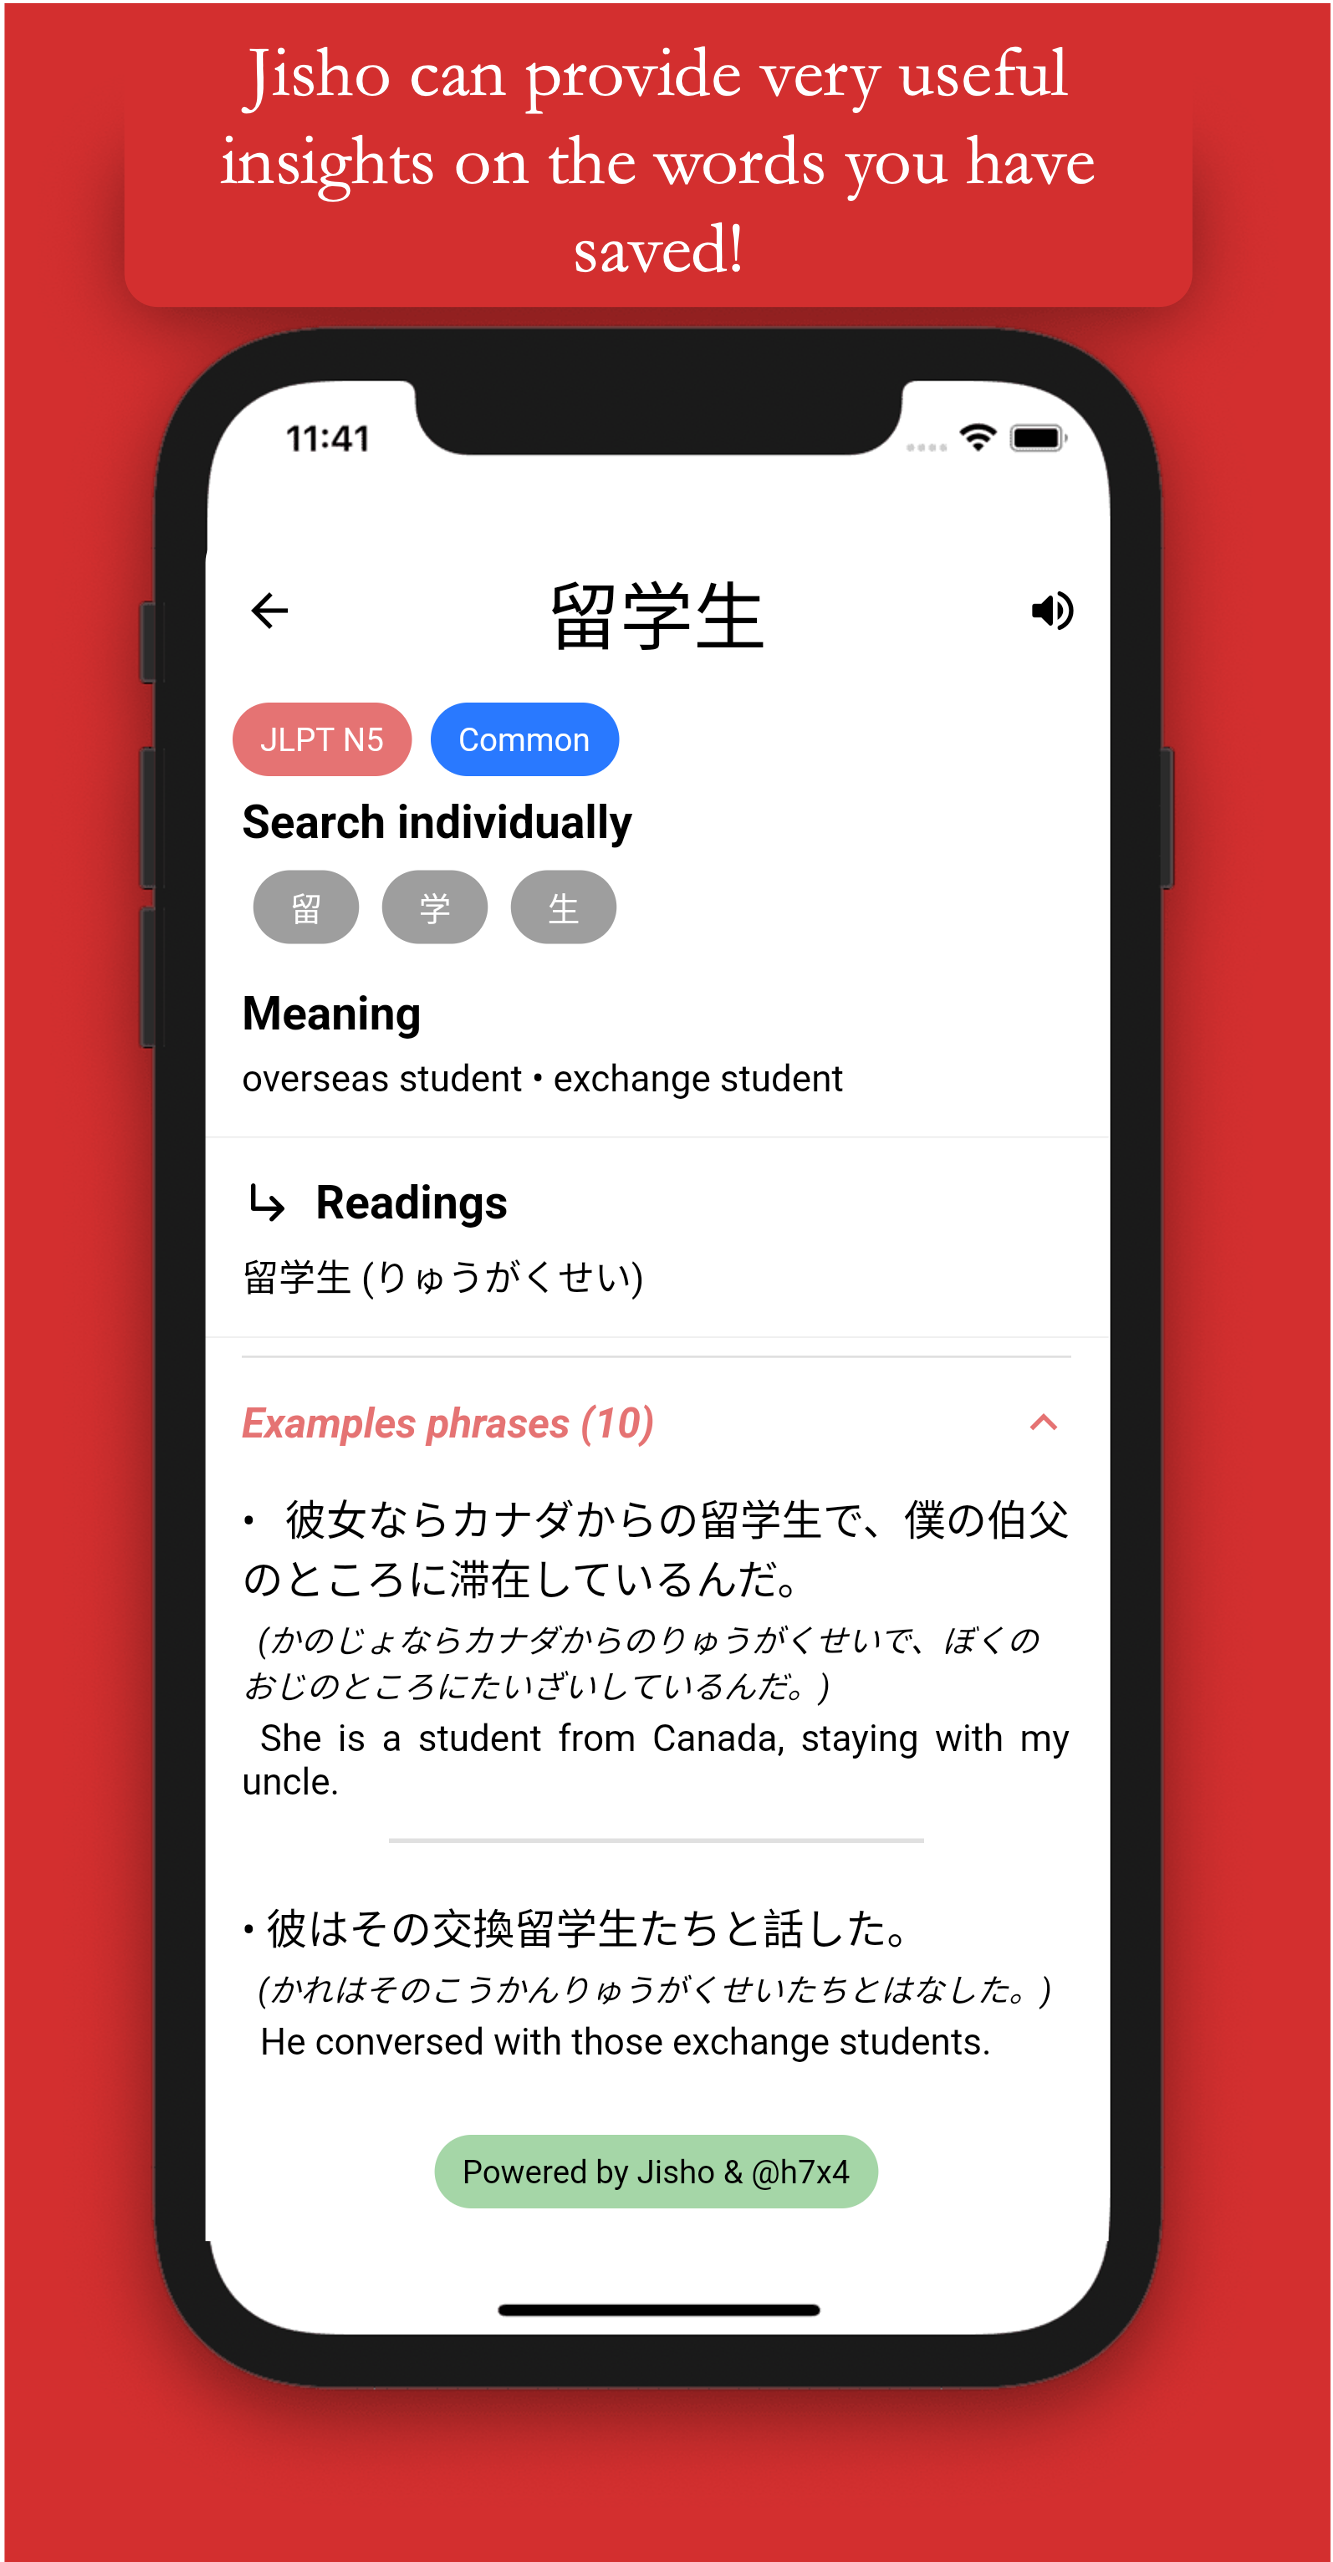 Jisho can provide very useful
insights on the words you have
saved!
11:41
留学生
JLPT N5
Common
Search individually
留
学
生
Meaning
overseas student • exchange student
Readings
留学生 (りゅうがくせい)
Examples phrases (10)
• 彼女ならカナダからの留学生で、僕の伯父
のところに滞在しているんだ。
(かのじょならカナダからのりゅうがくせいで、ぼくの
おじのところにたいざいしているんだ。)
She is a student from Canada, staying with my
uncle.
• 彼はその交換留学生たちと話した。
(かれはそのこうかんりゅうがくせいたちとはなした。)
He conversed with those exchange students.
Powered by Jisho & @h7x4